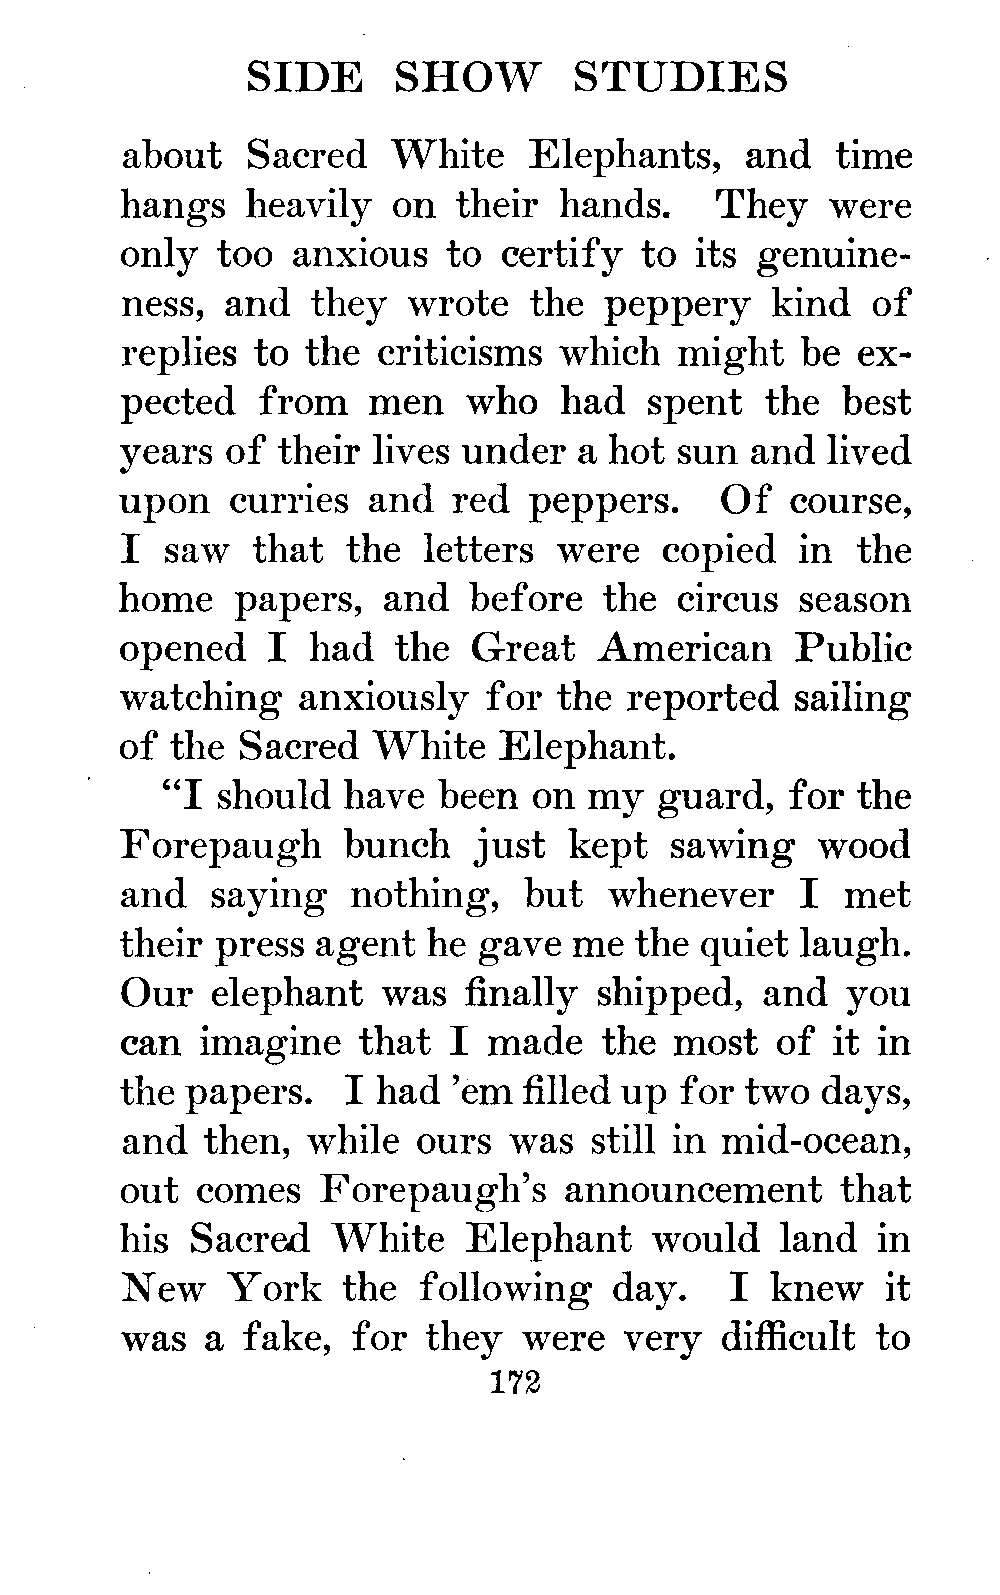 SIDE SHOW STUDIES
about Sacred White Elephants, and time
hangs heavily on their hands. They were
only too anxious to certify to its genuine-
ness, and they wrote the peppery kind of
replies to the criticisms which might be ex-
pected from men who had spent the best
years of their lives under a hot sun and lived
upon curries and red peppers. Of course,
I saw that the letters were copied in the
home papers, and before the circus season
opened I had the Great American Public
watching anxiously for the reported sailing
of the Sacred White Elephant.
“I should have been on my guard, for the
Forepaugh bunch just kept sawing wood
and saying nothing, but whenever I met
their press agent he gave me the quiet laugh.
Our elephant was finally shipped, and you
can imagine that I made the most of it in
the papers. I had ’em filled up for two days,
and then, while ours was still in mid-ocean,
out comes Forepaugh’s announcement that
his Sacred White Elephant would land in
New York the following day. I knew it
was a fake, for they were very difficult to
172